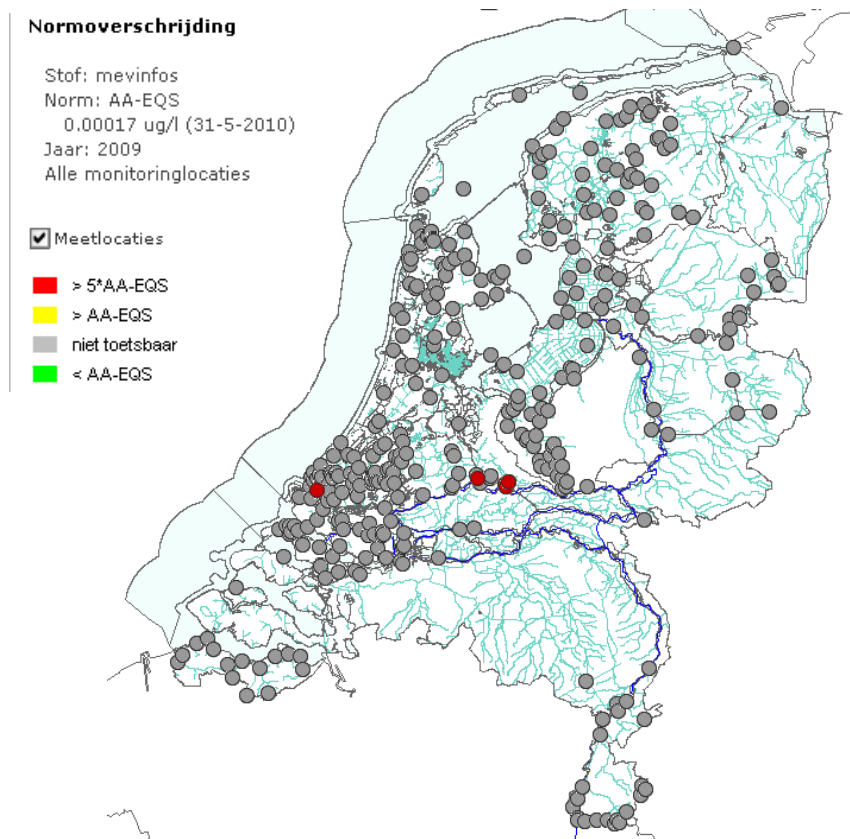 Normoverschrijding
Stof: mevinfos
Norm: AA-EQS
0.00017 ug/l (31-5-2010)
Jaar: 2009
Alle monitoringlocaties
Meetlocaties
> 5*AA-EQS
> AA-EQS
niet toetsbaar
< AA-EQS